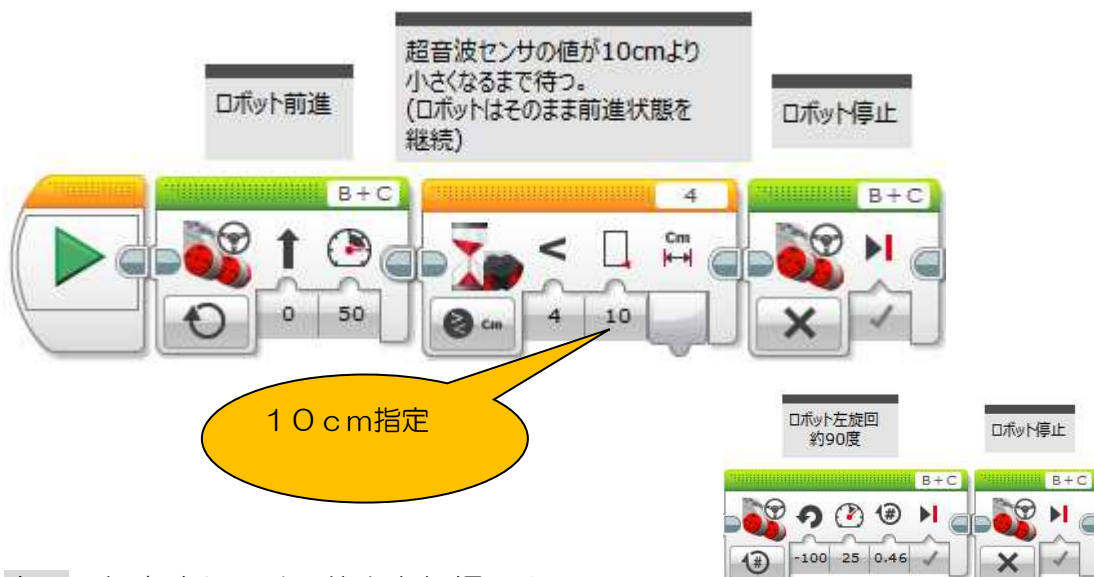 ロボット前進
超音波センサの値が10cmより
小さくなるまで待つ。
(ロボットはそのまま前進状態を
継続)
ロボット停止
B+C
4
B+C
Cm
0
50
Cm
4
10
10cm指定
ロボット左旋回
約90度
ロボット停止
B+C
B+C
#
-100
25
0.46
#